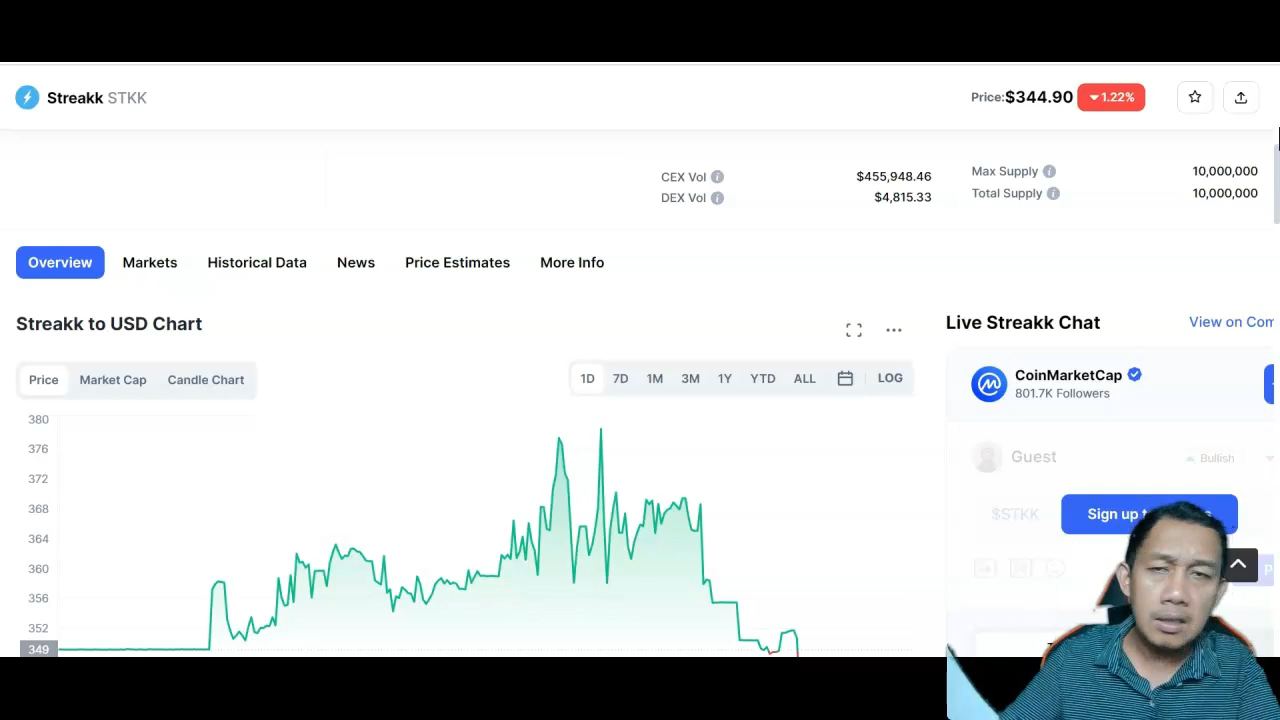 Streakk STKK
Price:$344.90 1.22%
CEX Vol $455,948.46
DEX Vol $4,815.33
Max Supply 10,000,000
Total Supply 10,000,000
Overview Markets Historical Data News Price Estimates More Info
Streakk to USD Chart
Price Market Cap Candle Chart
1D 7D 1M 3M 1Y YTD ALL LOG
380
376
372
368
364
360
356
352
349
Live Streakk Chat View on Com
CoinMarketCap
801.7K Followers
Guest Bullish
$STKK
Sign up